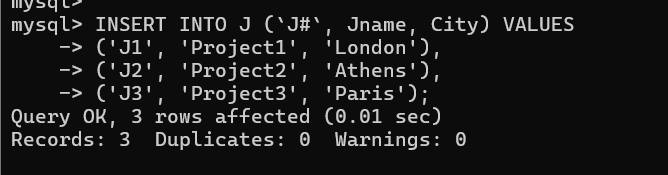 mysql>
mysql> INSERT INTO J (`J#`, Jname, City) VALUES
    -> ('J1', 'Project1', 'London'),
    -> ('J2', 'Project2', 'Athens'),
    -> ('J3', 'Project3', 'Paris');
Query OK, 3 rows affected (0.01 sec)
Records: 3  Duplicates: 0  Warnings: 0